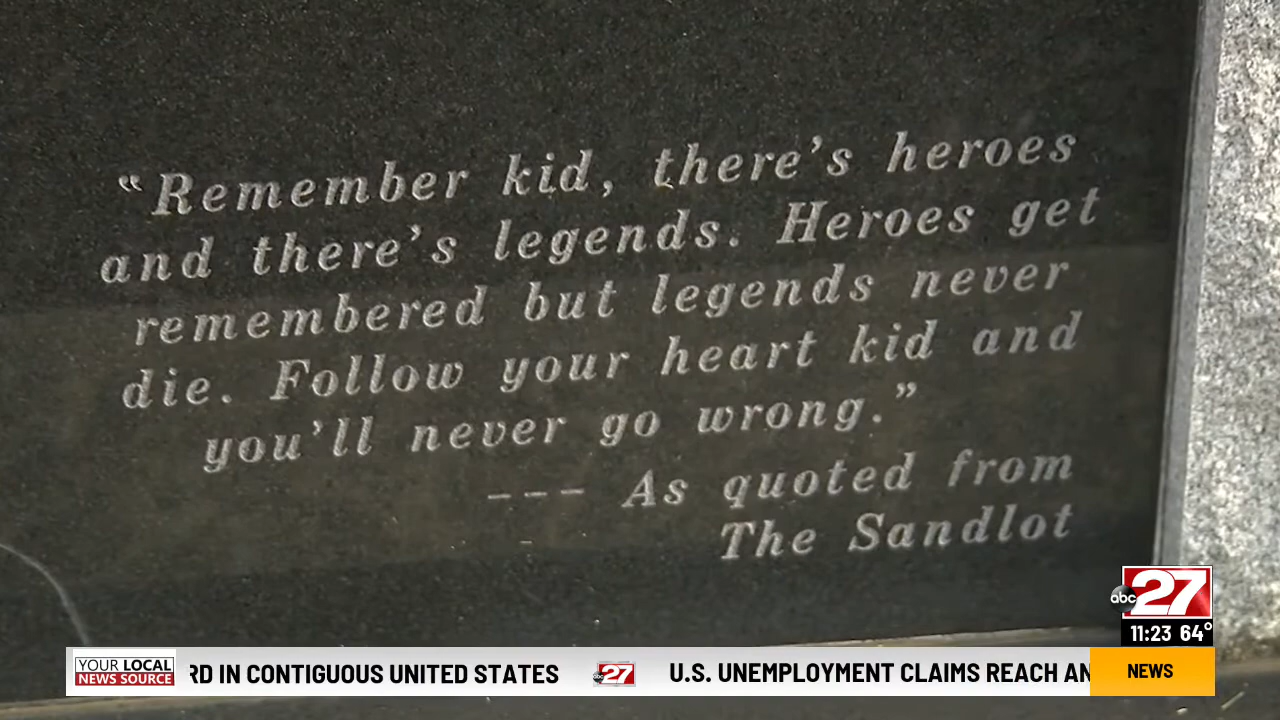 “Remember kid, there’s heroes
and there’s legends. Heroes get
remembered but legends never
die. Follow your heart kid and
you’ll never go wrong.”
--- As quoted from
The Sandlot
abc 27
11:23 64°
YOUR LOCAL
NEWS SOURCE
RD IN CONTIGUOUS UNITED STATES abc 27 U.S. UNEMPLOYMENT CLAIMS REACH AN
NEWS